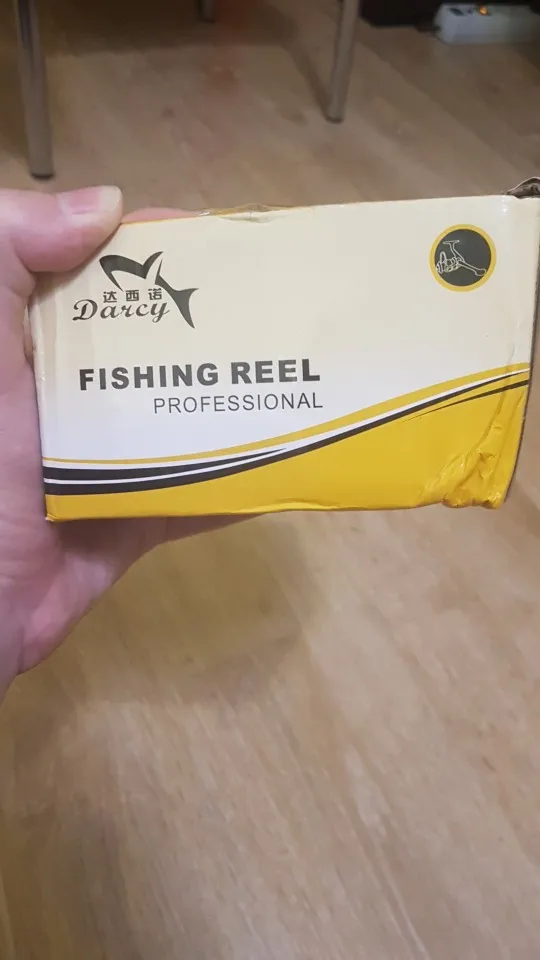 达西诺
Darcy
FISHING REEL
PROFESSIONAL